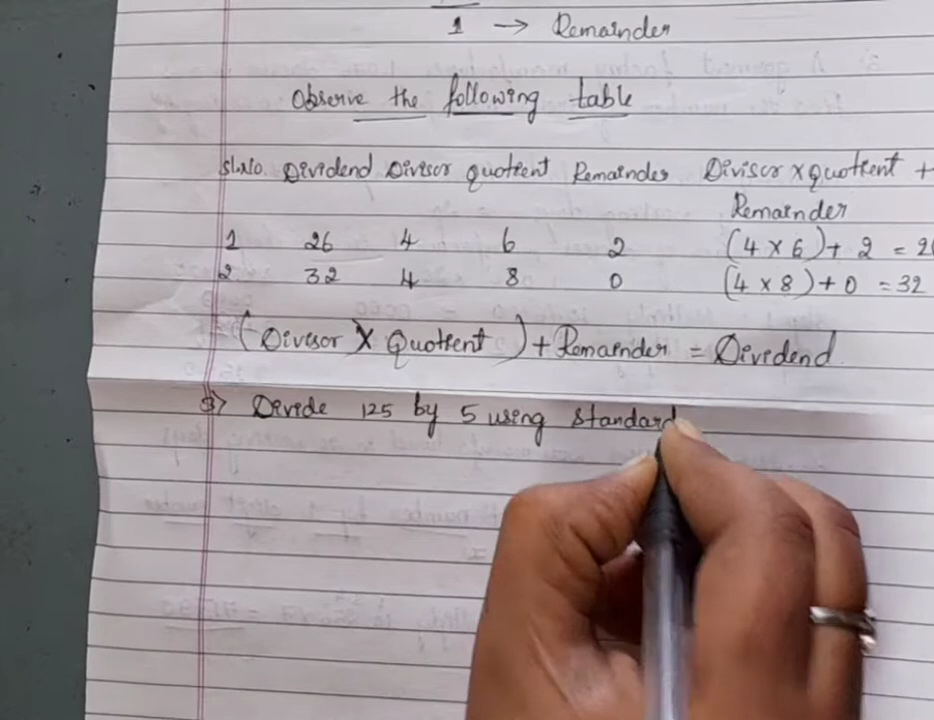 1 → Remainder
Observe the following table
Sl.No. Dividend Divisor quotient Remainder Divisor x quotient +
Remainder
1 26 4 6 2 (4 x 6) + 2 = 2
2 32 4 8 0 (4 x 8) + 0 = 32
(Divisor X Quotient) + Remainder = Dividend
3) Divide 125 by 5 using Standard